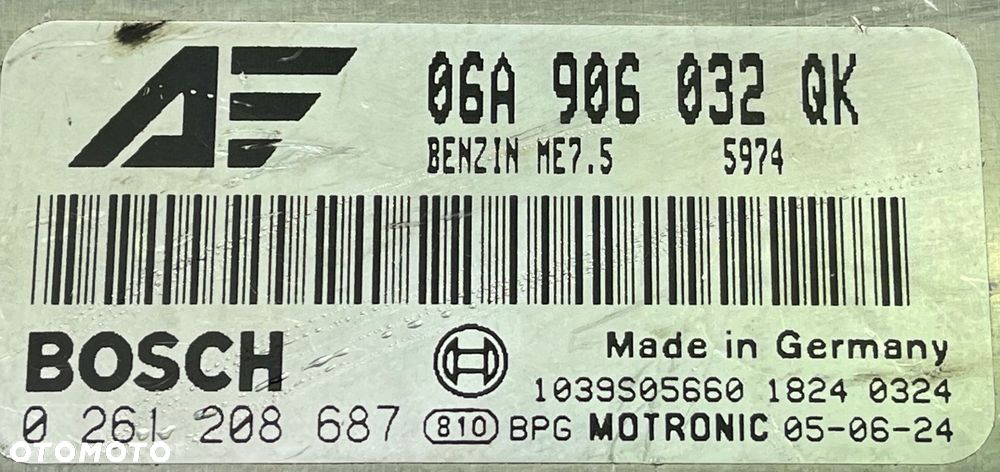 AE 06A 906 032 QK
BENZIN ME7.5 5974
BOSCH Made in Germany
1039S05660 1824 0324
0 261 208 687 810 BPG MOTRONIC 05-06-24
OTOMOTO